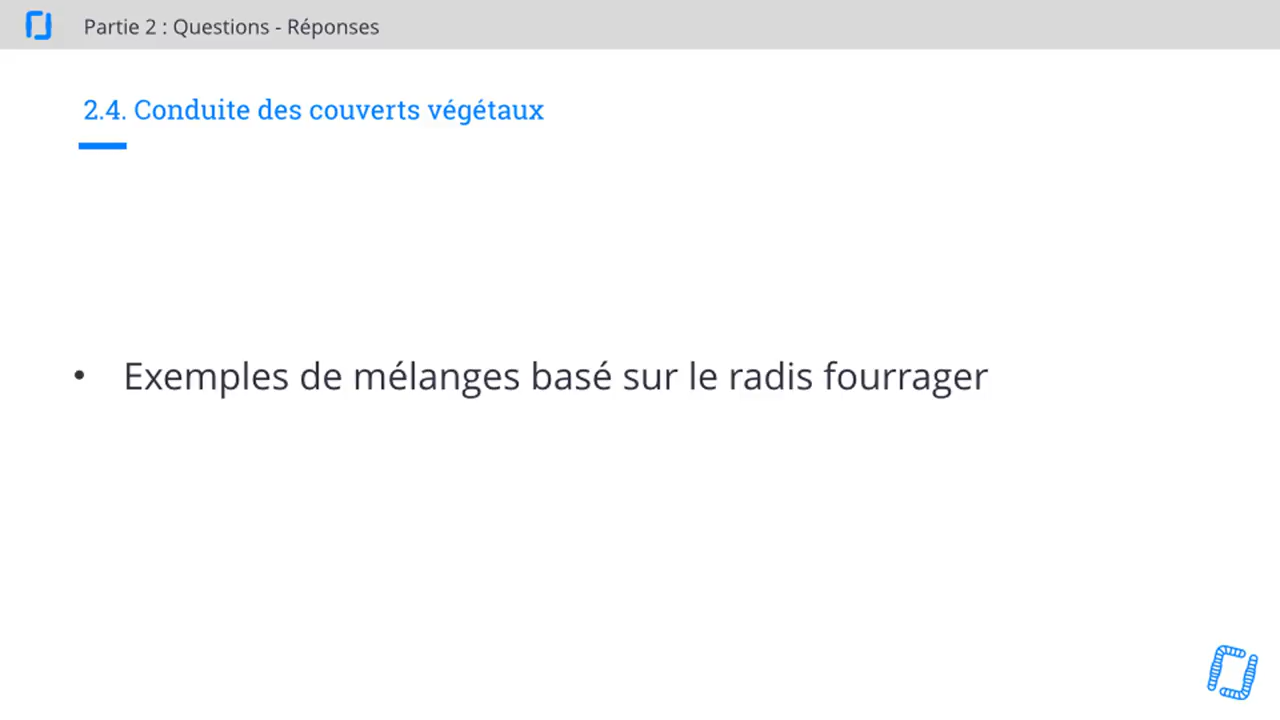 Partie 2 : Questions - Réponses
2.4. Conduite des couverts végétaux
• Exemples de mélanges basé sur le radis fourrager